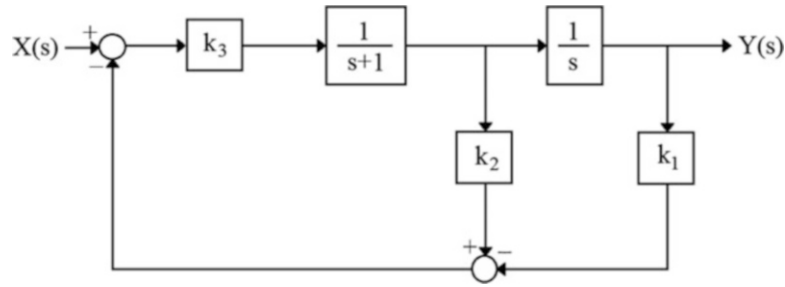 X(s)
+
−
k₃
1
s+1
1
s
Y(s)
k₂
k₁
+
−